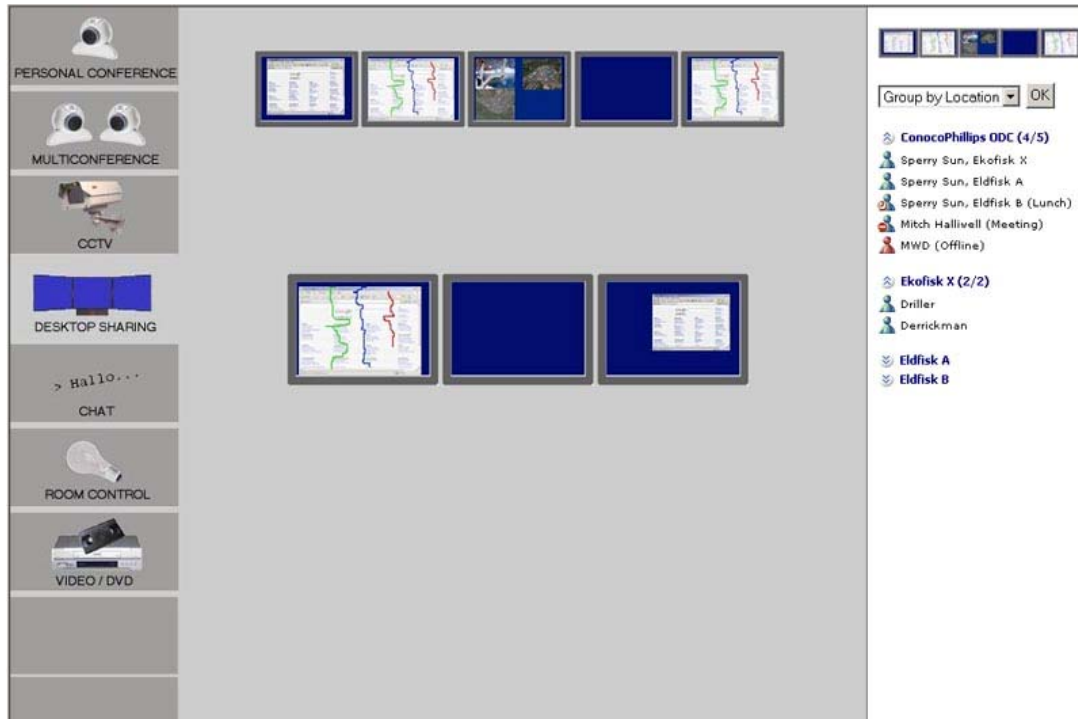 PERSONAL CONFERENCE
MULTICONFERENCE
CCTV
DESKTOP SHARING
> Hallo...
CHAT
ROOM CONTROL
VIDEO / DVD
Group by Location OK
ConocoPhillips ODC (4/5)
Sperry Sun, Ekofisk X
Sperry Sun, Eldfisk A
Sperry Sun, Eldfisk B (Lunch)
Mitch Hallivell (Meeting)
MWD (Offline)
Ekofisk X (2/2)
Driller
Derrickman
Eldfisk A
Eldfisk B